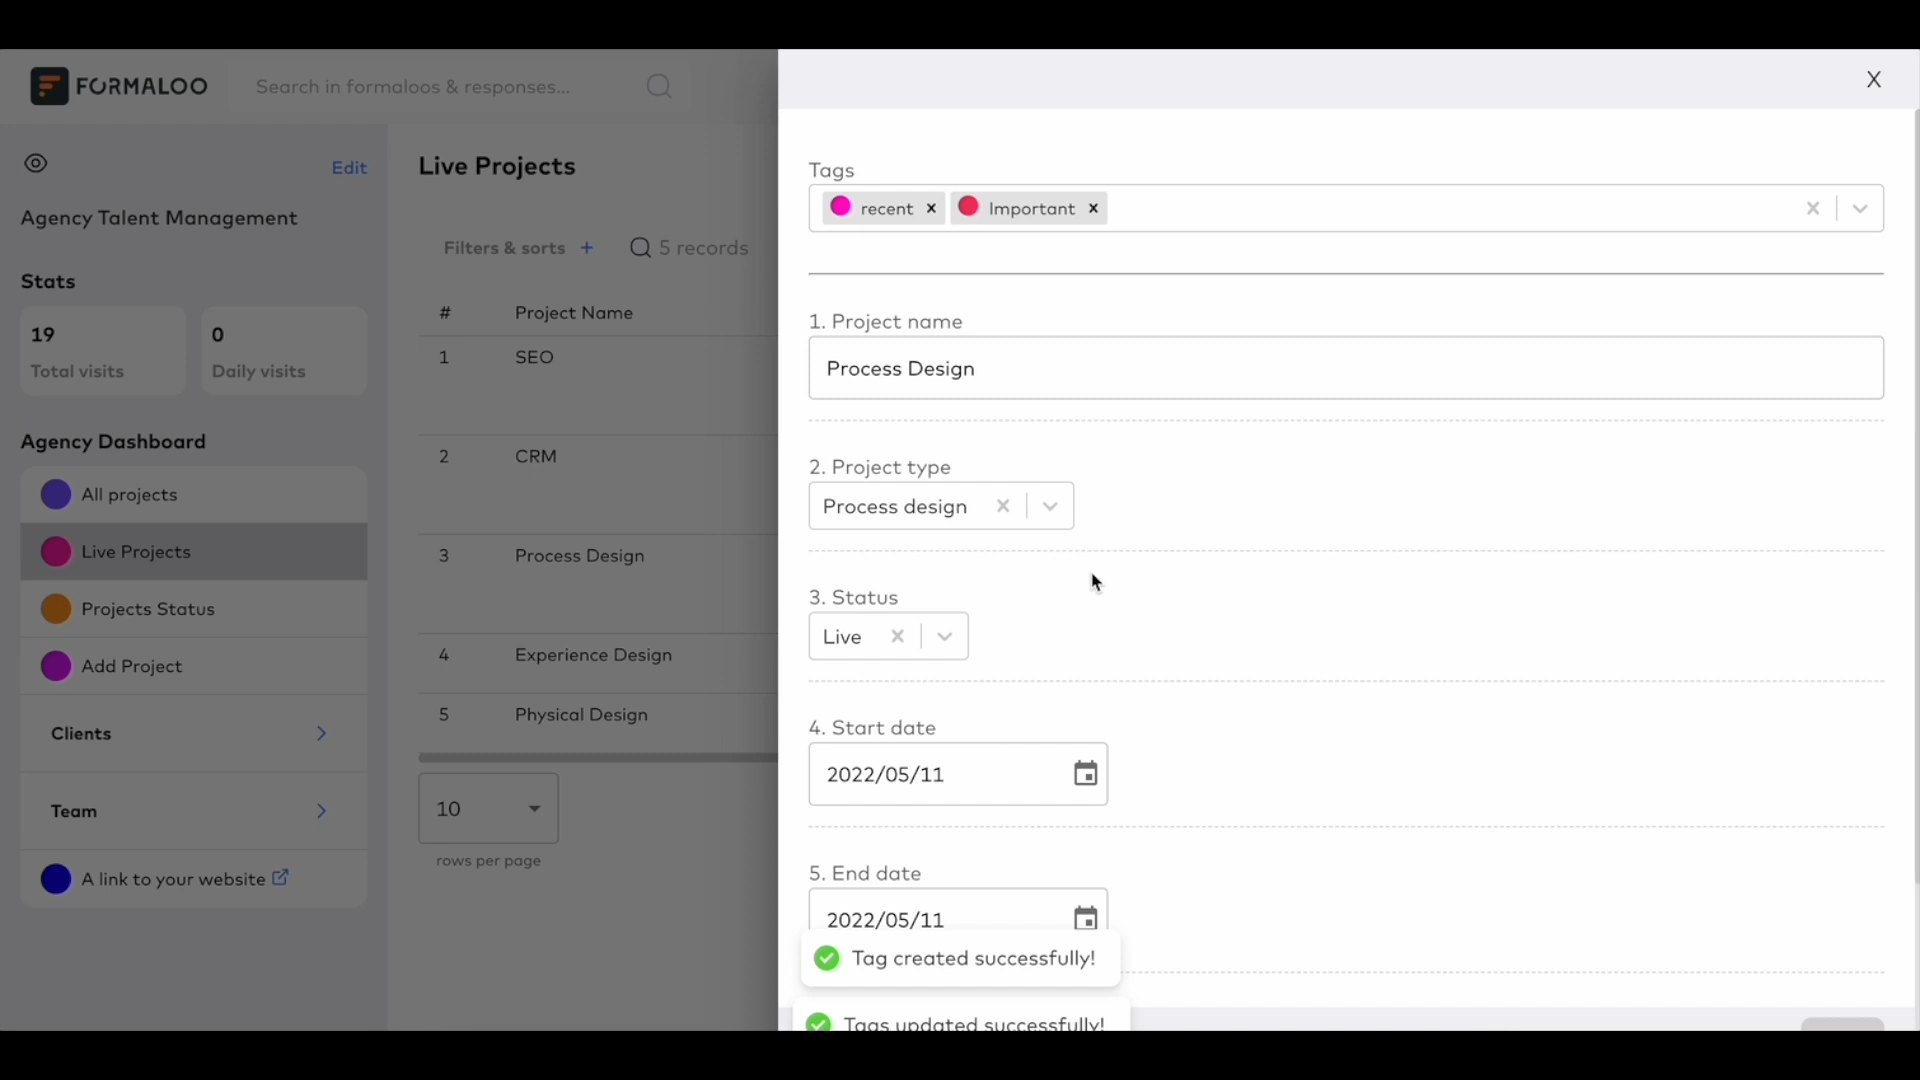 FORMALOO
Search in formaloos & responses...
X
Edit
Agency Talent Management
Stats
19
Total visits
0
Daily visits
Agency Dashboard
All projects
Live Projects
Projects Status
Add Project
Clients
Team
A link to your website
Live Projects
Filters & sorts +
5 records
# Project Name
1 SEO
2 CRM
3 Process Design
4 Experience Design
5 Physical Design
10
rows per page
Tags
recent × Important ×
1. Project name
Process Design
2. Project type
Process design
3. Status
Live
4. Start date
2022/05/11
5. End date
2022/05/11
Tag created successfully!
Tags updated successfully!